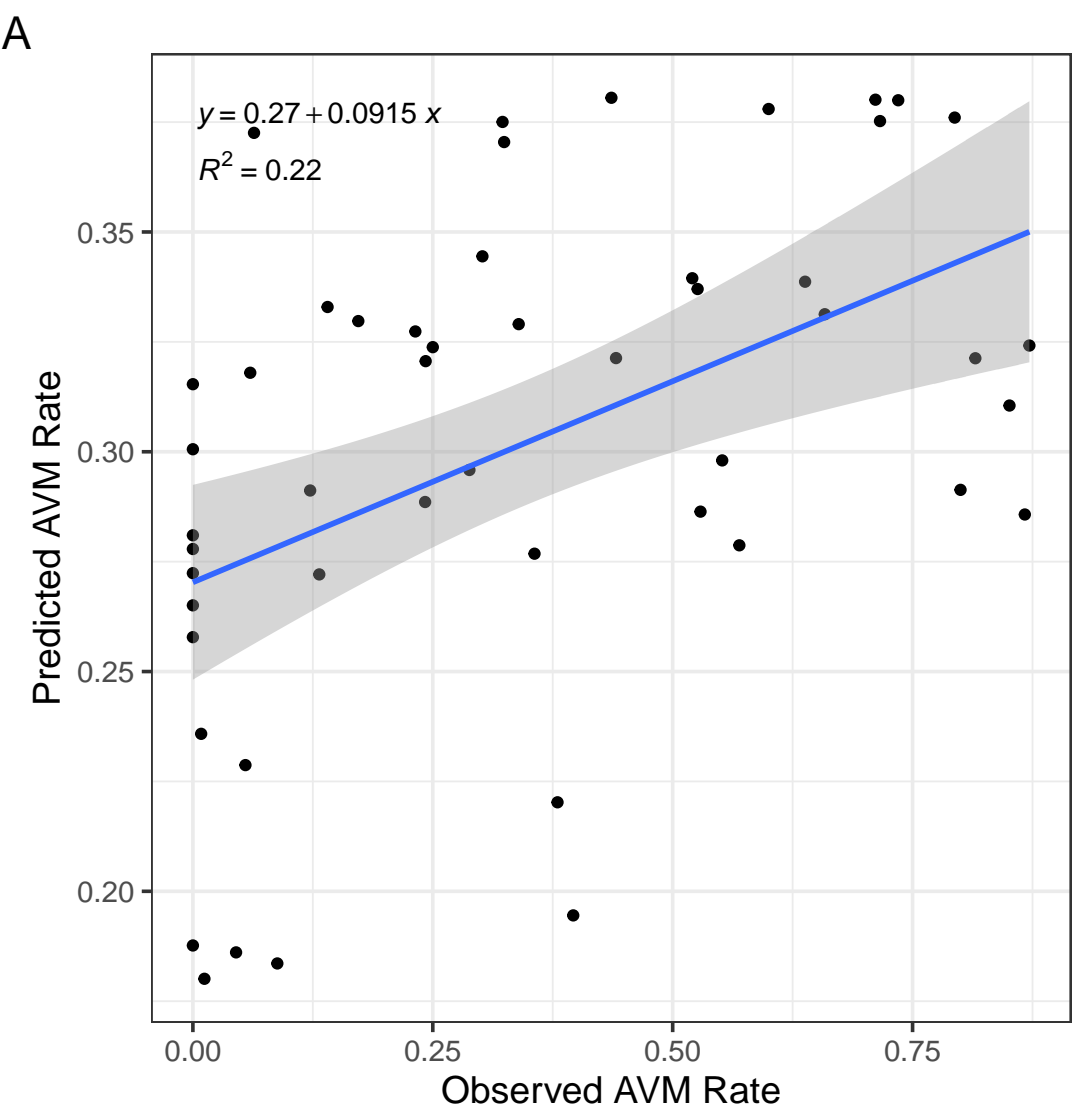 A
y = 0.27 + 0.0915 x
R² = 0.22
0.35
0.30
0.25
0.20
Predicted AVM Rate
0.00 0.25 0.50 0.75
Observed AVM Rate